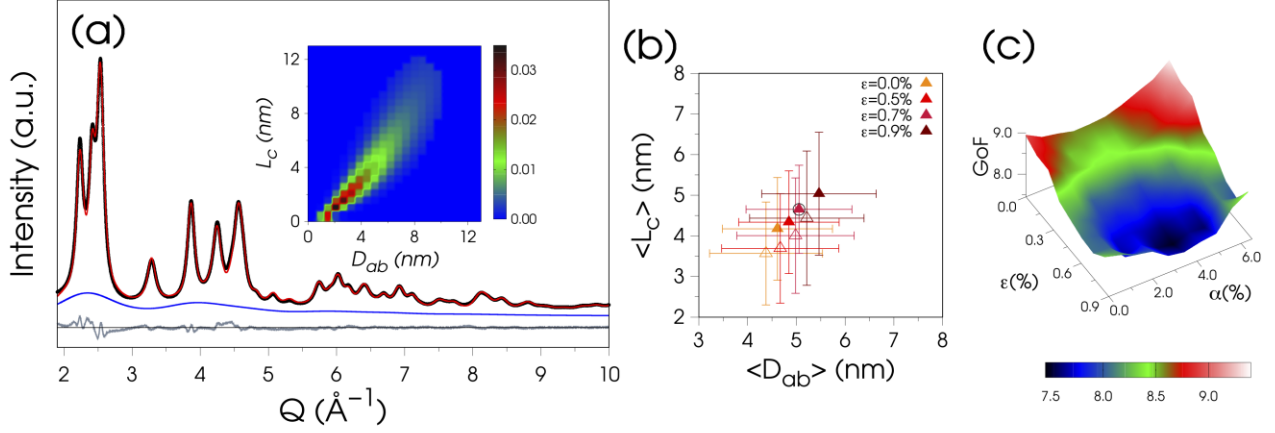 (a)
Intensity (a.u.)
Q (Å⁻¹)
2 3 4 5 6 7 8 9 10
L_c (nm)
12
8
4
0
0 4 8 12
D_ab (nm)
0.03
0.02
0.01
0.00
(b)
<L_c> (nm)
8
7
6
5
4
3
2
3 4 5 6 7 8
<D_ab> (nm)
ε=0.0%
ε=0.5%
ε=0.7%
ε=0.9%
(c)
GoF
9.0
8.0
0.0
0.3
0.6
0.9
ε(%)
0.0
2.0
4.0
6.0
α(%)
7.5 8.0 8.5 9.0